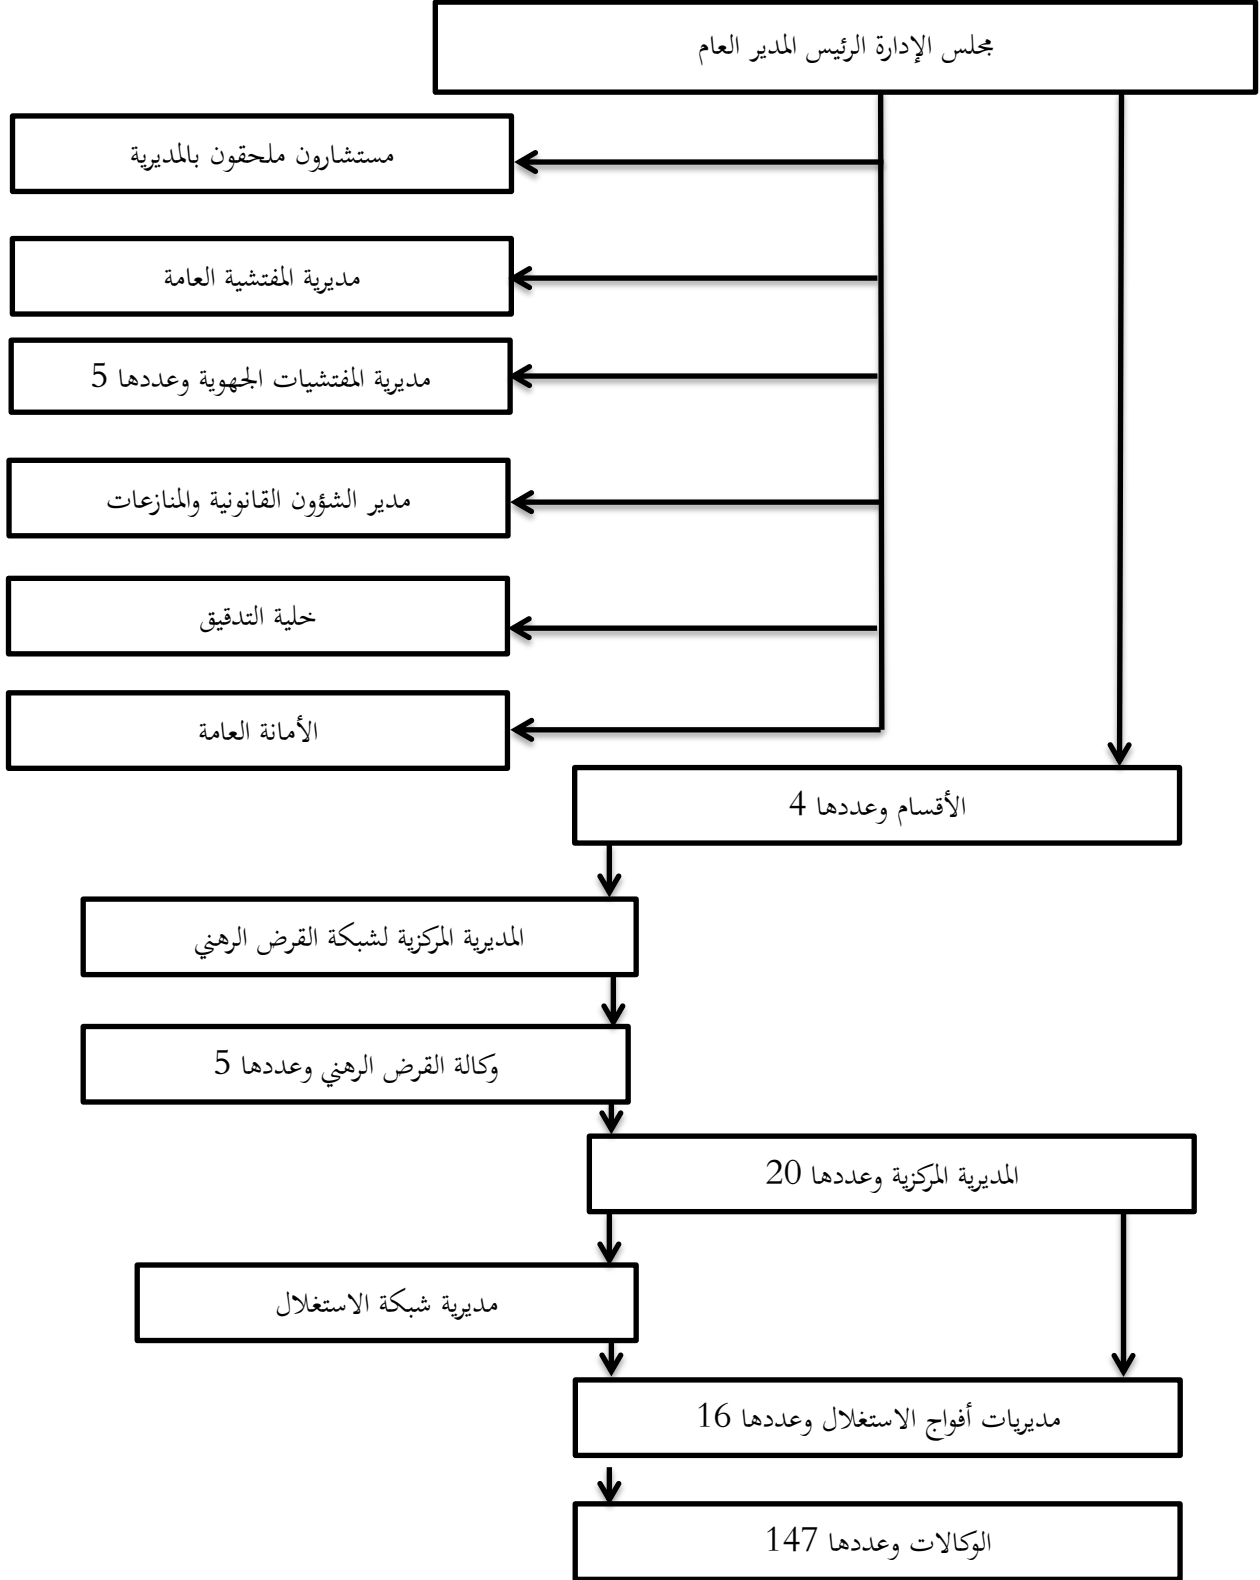 مجلس الإدارة الرئيس المدير العام
مستشارون ملحقون بالمديرية
مديرية المفتشية العامة
مديرية المفتشيات الجهوية وعددها 5
مدير الشؤون القانونية والمنازعات
خلية التدقيق
الأمانة العامة
الأقسام وعددها 4
المديرية المركزية لشبكة القرض الرهني
وكالة القرض الرهني وعددها 5
المديرية المركزية وعددها 20
مديرية شبكة الاستغلال
مديريات أفواج الاستغلال وعددها 16
الوكالات وعددها 147